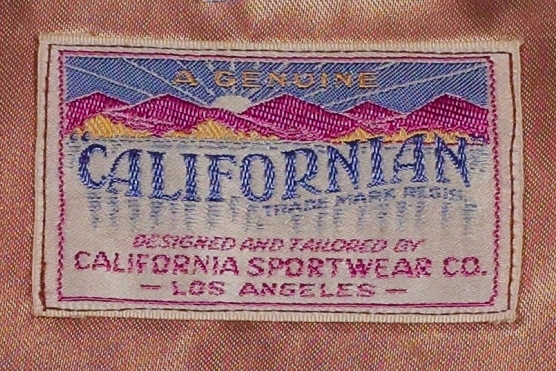 A GENUINE
"CALIFORNIAN"
TRADE MARK REGIS.
DESIGNED AND TAILORED BY
CALIFORNIA SPORTWEAR CO.
— LOS ANGELES —